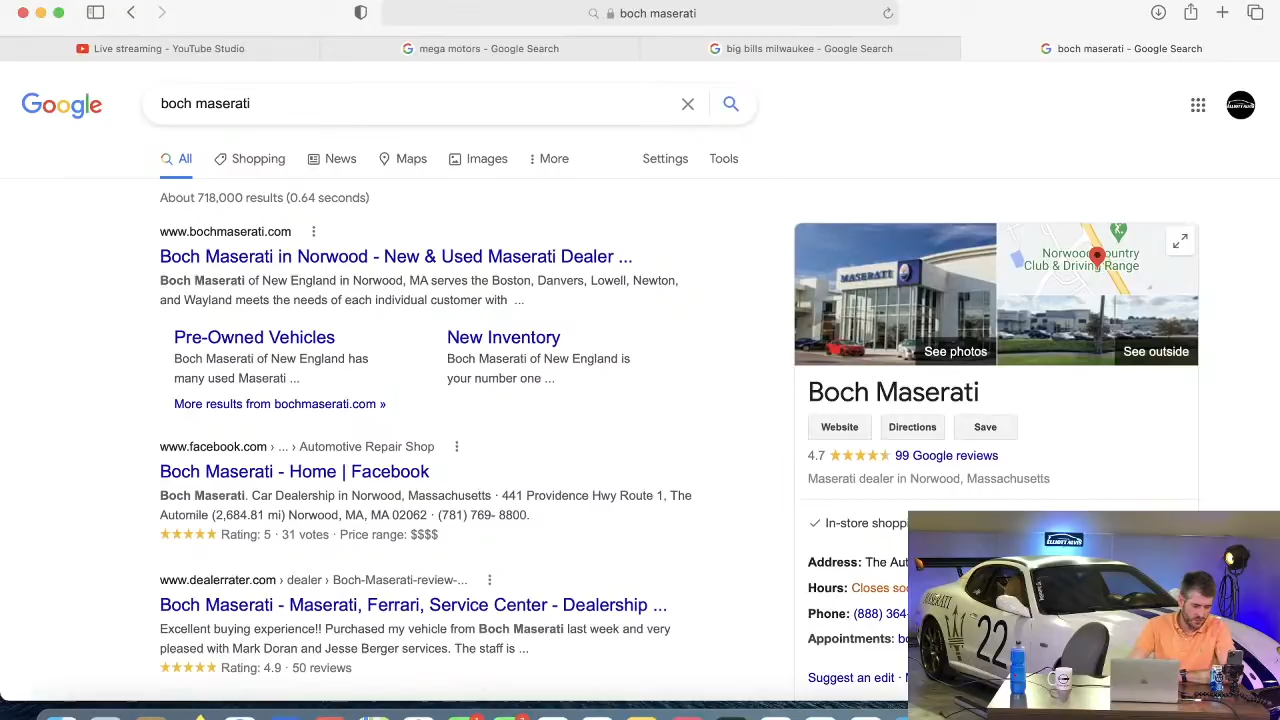 boch maserati
Live streaming - YouTube Studio
mega motors - Google Search
big bills milwaukee - Google Search
boch maserati - Google Search
Google
boch maserati
All
Shopping
News
Maps
Images
More
Settings
Tools
About 718,000 results (0.64 seconds)
www.bochmaserati.com
Boch Maserati in Norwood - New & Used Maserati Dealer ...
Boch Maserati of New England in Norwood, MA serves the Boston, Danvers, Lowell, Newton,
and Wayland meets the needs of each individual customer with ...
Pre-Owned Vehicles
Boch Maserati of New England has
many used Maserati ...
New Inventory
Boch Maserati of New England is
your number one ...
More results from bochmaserati.com »
www.facebook.com › ... › Automotive Repair Shop
Boch Maserati - Home | Facebook
Boch Maserati. Car Dealership in Norwood, Massachusetts · 441 Providence Hwy Route 1, The
Automile (2,684.81 mi) Norwood, MA, MA 02062 · (781) 769- 8800.
Rating: 5 · 31 votes · Price range: $$$$
www.dealerrater.com › dealer › Boch-Maserati-review-...
Boch Maserati - Maserati, Ferrari, Service Center - Dealership ...
Excellent buying experience!! Purchased my vehicle from Boch Maserati last week and very
pleased with Mark Doran and Jesse Berger services. The staff is ...
Rating: 4.9 · 50 reviews
MASERATI
See photos
Norwood Country
Club & Driving Range
See outside
Boch Maserati
Website
Directions
Save
4.7
99 Google reviews
Maserati dealer in Norwood, Massachusetts
In-store shopp
Address: The Aut
Hours: Closes soo
Phone: (888) 364-
Appointments: bo
Suggest an edit ·
ELLIOTT ALVIS
MASERATI
22